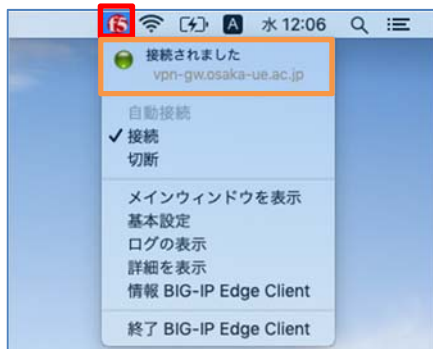 f5 A 水12:06
接続されました
vpn-gw.osaka-ue.ac.jp
自動接続
✓ 接続
切断
メインウィンドウを表示
基本設定
ログの表示
詳細を表示
情報 BIG-IP Edge Client
終了 BIG-IP Edge Client